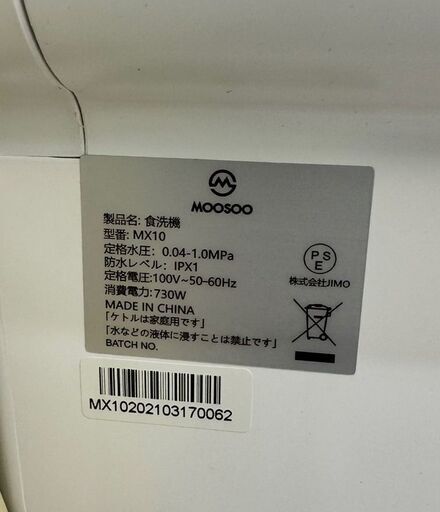 MOOSOO
製品名: 食洗機
型番: MX10
定格水圧: 0.04-1.0MPa
防水レベル: IPX1
定格電圧:100V~50-60Hz
消費電力:730W
MADE IN CHINA
「ケトルは家庭用です」
「水などの液体に浸すことは禁止です」
BATCH NO.
P S
E
株式会社JIMO
MX10202103170062